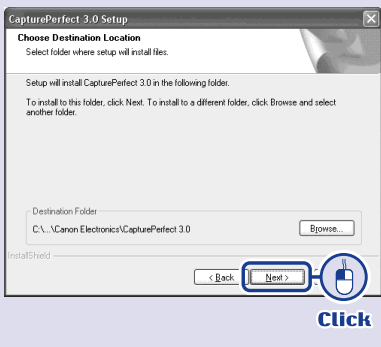 CapturePerfect 3.0 Setup
Choose Destination Location
Select folder where setup will install files.
Setup will install CapturePerfect 3.0 in the following folder.
To install to this folder, click Next. To install to a different folder, click Browse and select
another folder.
Destination Folder
C:\...\Canon Electronics\CapturePerfect 3.0
Browse...
InstallShield
< Back
Next >
Click